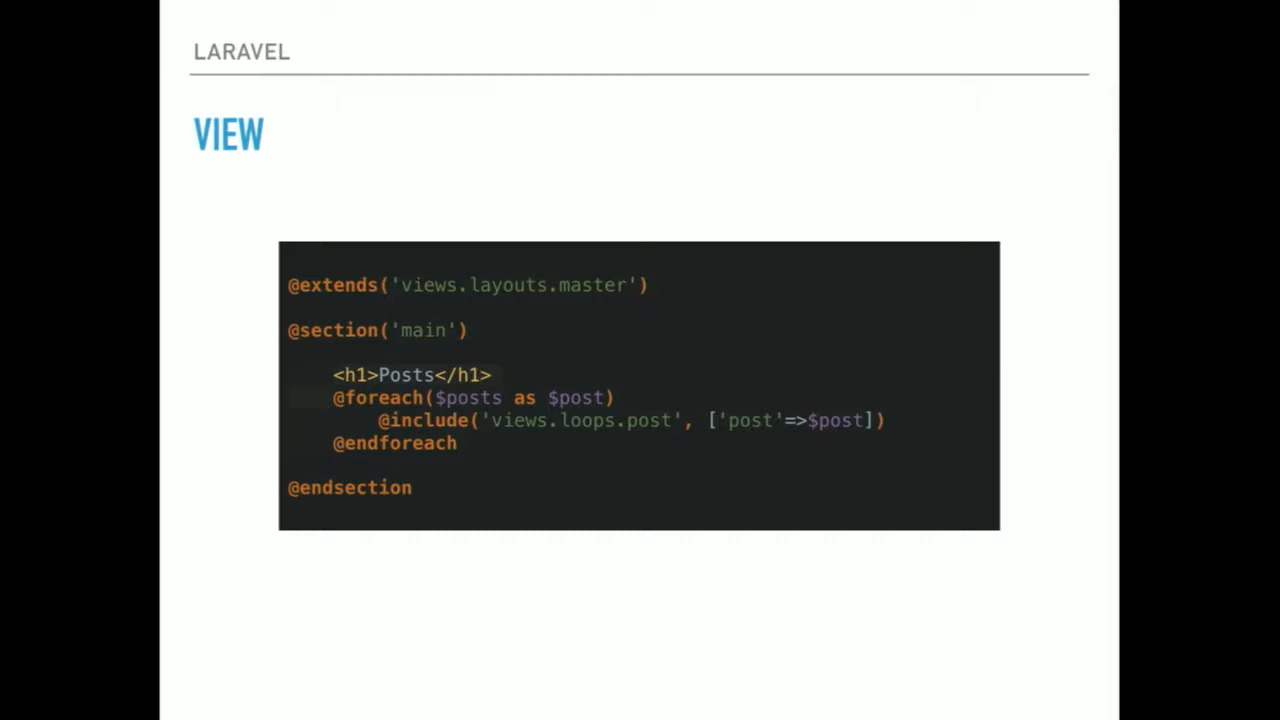 LARAVEL
VIEW
@extends('views.layouts.master')
@section('main')
<h1>Posts</h1>
@foreach($posts as $post)
@include('views.loops.post', ['post'=>$post])
@endforeach
@endsection